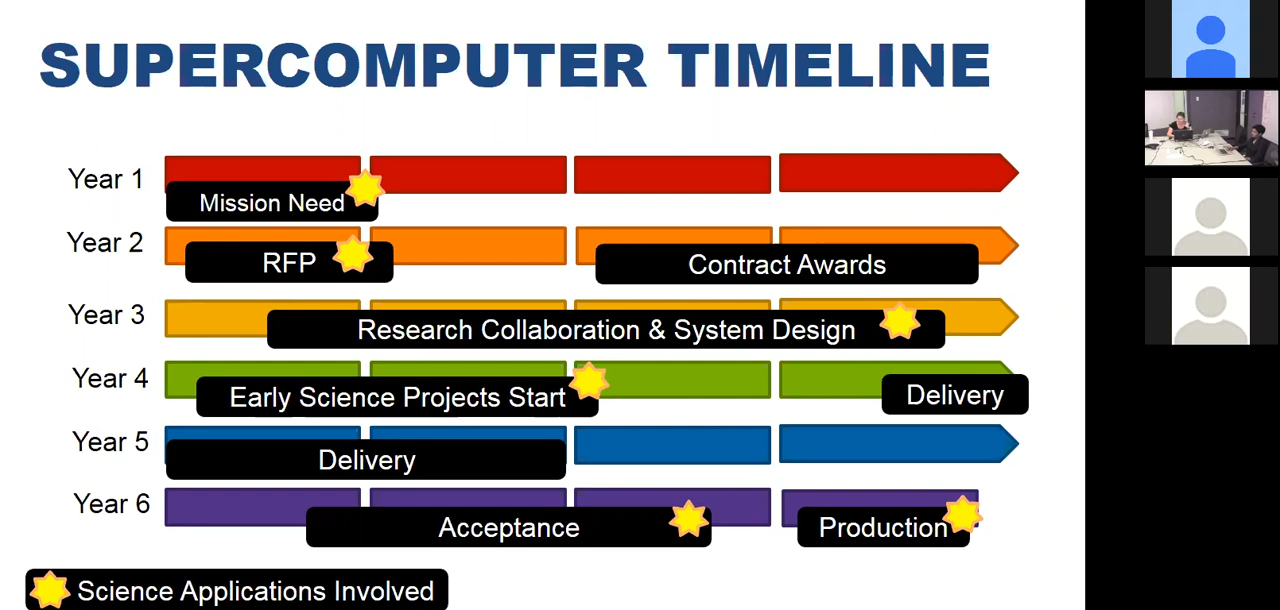 SUPERCOMPUTER TIMELINE
Year 1
Mission Need
Year 2
RFP
Contract Awards
Year 3
Research Collaboration & System Design
Year 4
Early Science Projects Start
Delivery
Year 5
Delivery
Year 6
Acceptance
Production
Science Applications Involved